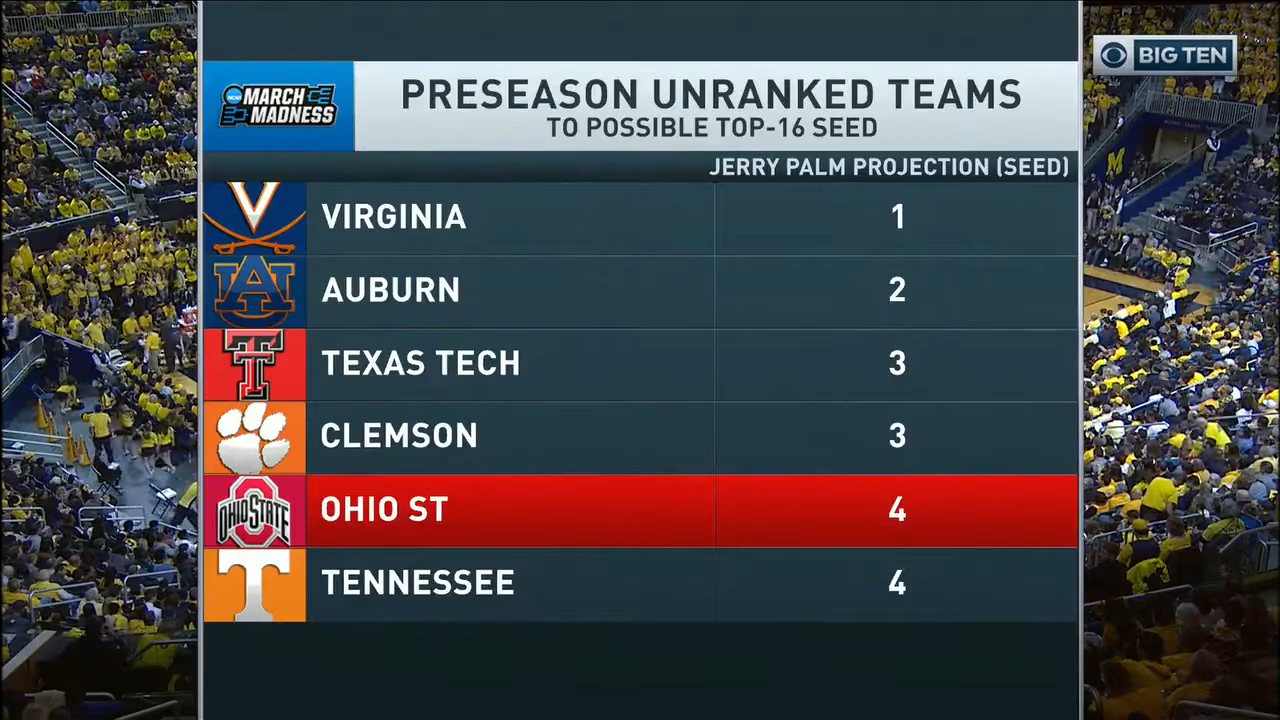 NCAA
MARCH
MADNESS
PRESEASON UNRANKED TEAMS
TO POSSIBLE TOP-16 SEED
BIG TEN
JERRY PALM PROJECTION (SEED)
M
V
VIRGINIA 1
AU
AUBURN 2
TT
TEXAS TECH 3
CLEMSON 3
OHIO STATE
OHIO ST 4
T
TENNESSEE 4